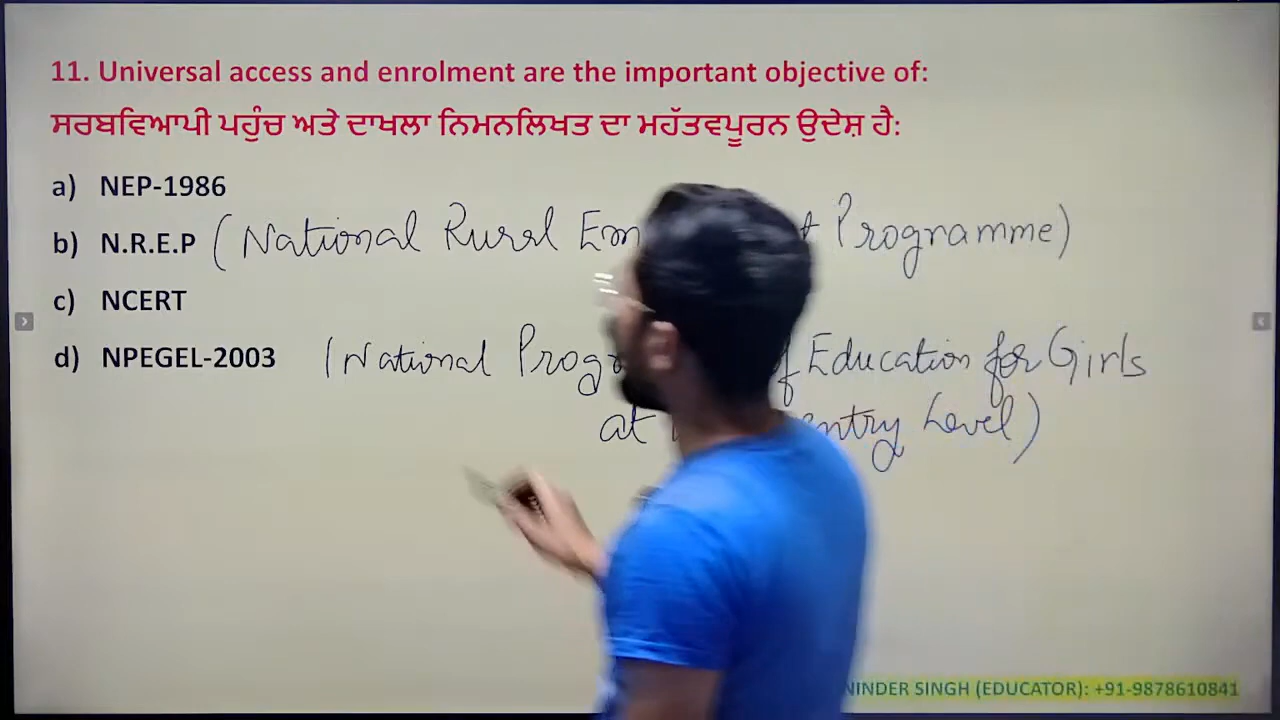 11. Universal access and enrolment are the important objective of:
ਸਰਬਵਿਆਪੀ ਪਹੁੰਚ ਅਤੇ ਦਾਖਲਾ ਨਿਮਨਲਿਖਤ ਦਾ ਮਹੱਤਵਪੂਰਨ ਉਦੇਸ਼ ਹੈ:
a) NEP-1986
b) N.R.E.P (National Rural Programme)
c) NCERT
d) NPEGEL-2003 (National Education for Girls
at Level)
SINGH (EDUCATOR): +91-9878610841